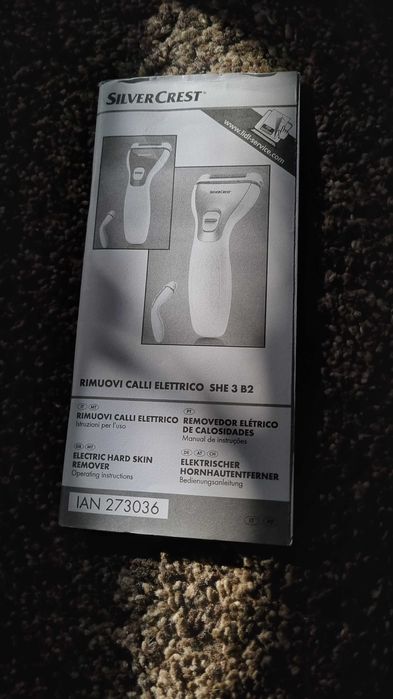 SILVERCREST®
www.lidl-service.com
SILVERCREST
RIMUOVI CALLI ELETTRICO SHE 3 B2
IT MT
RIMUOVI CALLI ELETTRICO
Istruzioni per l'uso
PT
REMOVEDOR ELÉTRICO
DE CALOSIDADES
Manual de instruções
GB MT
ELECTRIC HARD SKIN
REMOVER
Operating instructions
DE AT CH
ELEKTRISCHER
HORNHAUTENTFERNER
Bedienungsanleitung
IAN 273036